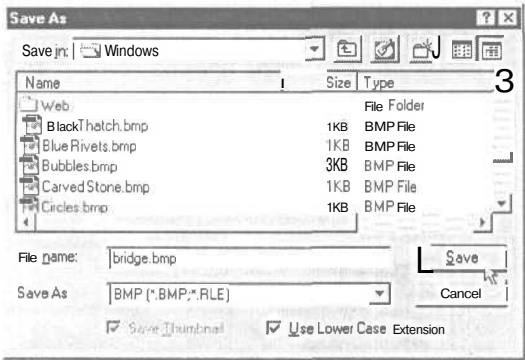 Save As
Save in: Windows
Name Size Type
Web File Folder
Black Thatch.bmp 1KB BMP File
Blue Rivets.bmp 1KB BMP File
Bubbles.bmp 3KB BMP File
Carved Stone.bmp 1KB BMP File
Circles.bmp 1KB BMP File
File name: bridge.bmp Save
Save As BMP (*.BMP;*.RLE) Cancel
Save Thumbnail Use Lower Case Extension